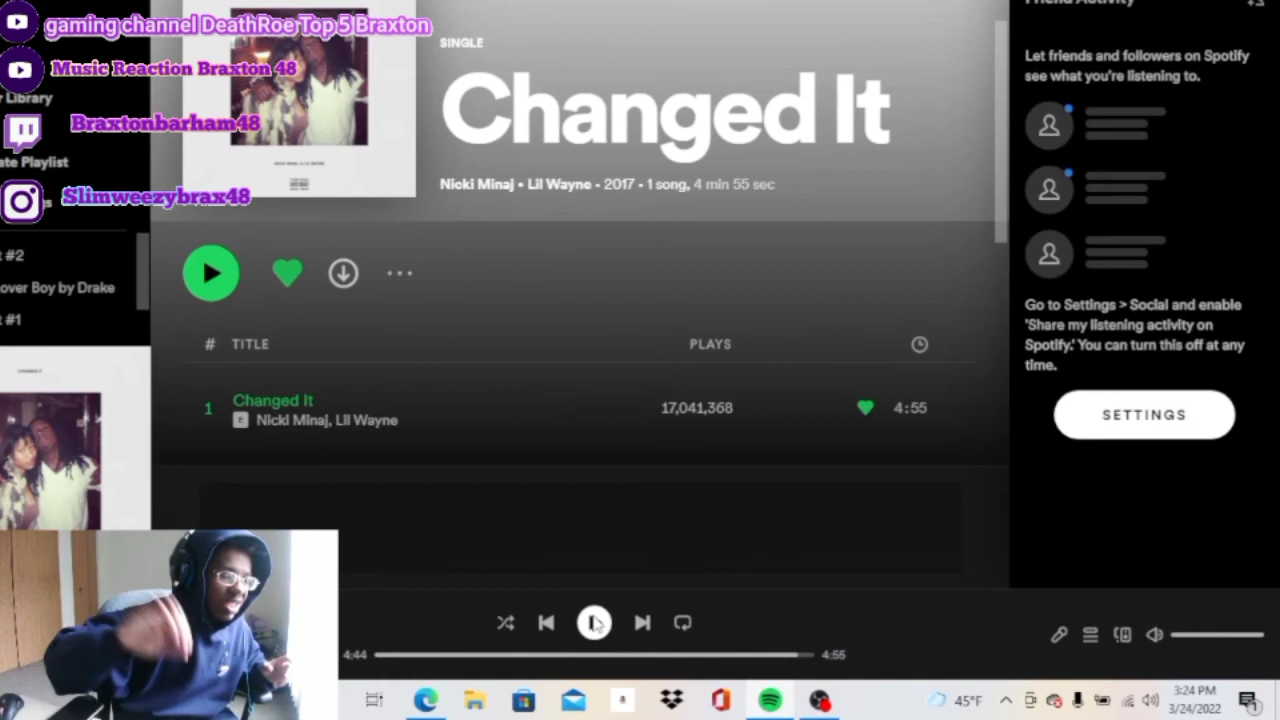 gaming channel DeathRoe Top 5 Braxton
Music Reaction Braxton 48
Library
Braxtonbarham48
ate Playlist
Slimweezybrax48
#2
over Boy by Drake
#1
SINGLE
Changed It
Nicki Minaj • Lil Wayne • 2017 • 1 song, 4 min 55 sec
# TITLE PLAYS
1 Changed It 17,041,368 4:55
E Nicki Minaj, Lil Wayne
Friend Activity
Let friends and followers on Spotify
see what you're listening to.
Go to Settings > Social and enable
'Share my listening activity on
Spotify.' You can turn this off at any
time.
SETTINGS
4:44 4:55
45°F
3:24 PM
3/24/2022
1